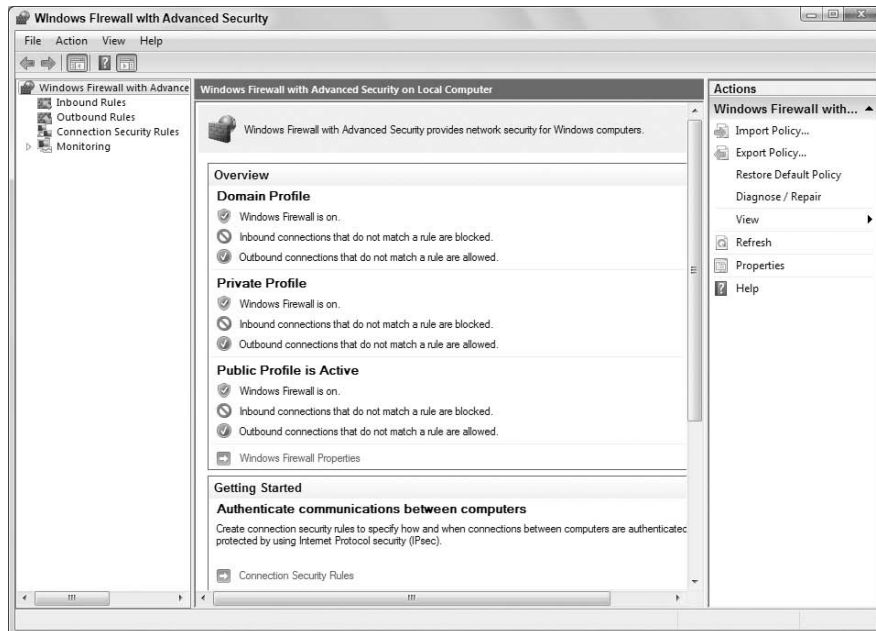 Windows Firewall with Advanced Security
File Action View Help
Windows Firewall with Advance
Inbound Rules
Outbound Rules
Connection Security Rules
Monitoring
Windows Firewall with Advanced Security on Local Computer
Windows Firewall with Advanced Security provides network security for Windows computers.
Overview
Domain Profile
Windows Firewall is on.
Inbound connections that do not match a rule are blocked.
Outbound connections that do not match a rule are allowed.
Private Profile
Windows Firewall is on.
Inbound connections that do not match a rule are blocked.
Outbound connections that do not match a rule are allowed.
Public Profile is Active
Windows Firewall is on.
Inbound connections that do not match a rule are blocked.
Outbound connections that do not match a rule are allowed.
Windows Firewall Properties
Getting Started
Authenticate communications between computers
Create connection security rules to specify how and when connections between computers are authenticated
protected by using Internet Protocol security (IPsec).
Connection Security Rules
Actions
Windows Firewall with...
Import Policy...
Export Policy...
Restore Default Policy
Diagnose / Repair
View
Refresh
Properties
Help